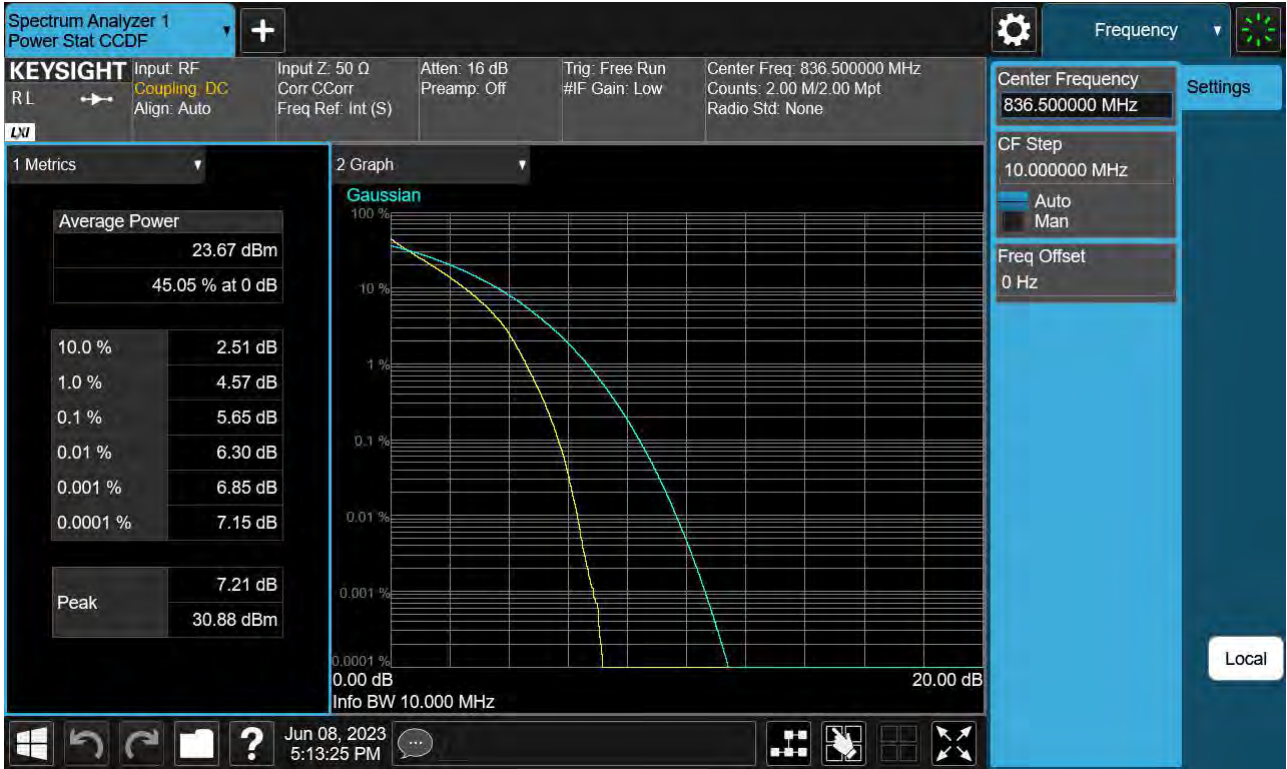 Spectrum Analyzer 1
Power Stat CCDF
Frequency
KEYSIGHT
RL
LXI
Input: RF
Coupling: DC
Align: Auto
Input Z: 50 Ω
Corr CCorr
Freq Ref: Int (S)
Atten: 16 dB
Preamp: Off
Trig: Free Run
#IF Gain: Low
Center Freq: 836.500000 MHz
Counts: 2.00 M/2.00 Mpt
Radio Std: None
Center Frequency
836.500000 MHz
Settings
CF Step
10.000000 MHz
Auto
Man
Freq Offset
0 Hz
1 Metrics
Average Power
23.67 dBm
45.05 % at 0 dB
10.0 % 2.51 dB
1.0 % 4.57 dB
0.1 % 5.65 dB
0.01 % 6.30 dB
0.001 % 6.85 dB
0.0001 % 7.15 dB
Peak
7.21 dB
30.88 dBm
2 Graph
Gaussian
100 %
10 %
1 %
0.1 %
0.01 %
0.001 %
0.0001 %
0.00 dB 20.00 dB
Info BW 10.000 MHz
Local
?
Jun 08, 2023
5:13:25 PM